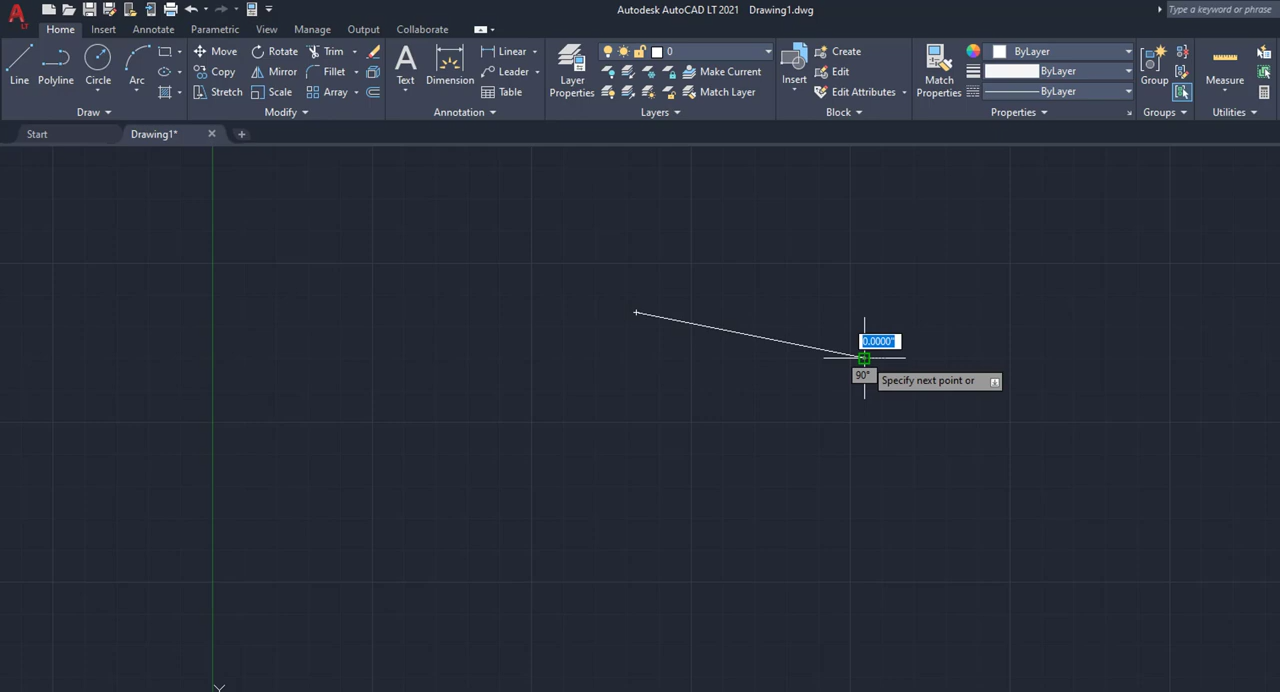 Autodesk AutoCAD LT 2021 Drawing1.dwg
Type a keyword or phrase
LT
Home Insert Annotate Parametric View Manage Output Collaborate
Line Polyline Circle Arc
Move Rotate Trim
Copy Mirror Fillet
Stretch Scale Array
Text Dimension
Linear
Leader
Table
Layer Properties
0
Make Current
Match Layer
Insert
Create
Edit
Edit Attributes
Match Properties
ByLayer
ByLayer
ByLayer
Group
Measure
Draw Modify Annotation Layers Block Properties Groups Utilities
Start Drawing1*
0.0000"
90° Specify next point or
Y